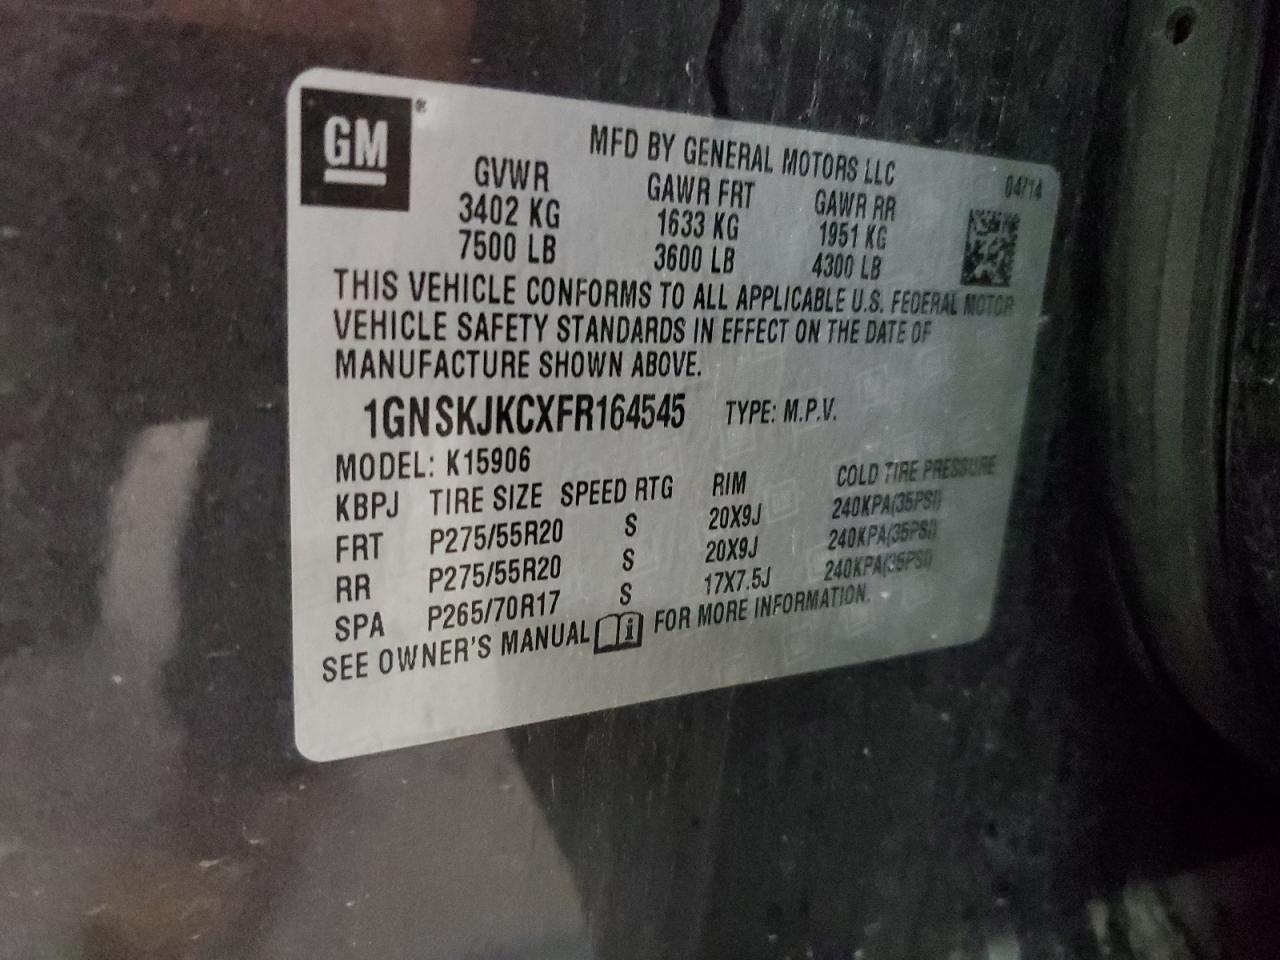 GM®
MFD BY GENERAL MOTORS LLC
04/14
GVWR GAWR FRT GAWR RR
3402 KG 1633 KG 1951 KG
7500 LB 3600 LB 4300 LB
THIS VEHICLE CONFORMS TO ALL APPLICABLE U.S. FEDERAL MOTOR
VEHICLE SAFETY STANDARDS IN EFFECT ON THE DATE OF
MANUFACTURE SHOWN ABOVE.
1GNSKJKCXFR164545 TYPE: M.P.V.
MODEL: K15906
KBPJ TIRE SIZE SPEED RTG RIM COLD TIRE PRESSURE
FRT P275/55R20 S 20X9J 240KPA(35PSI)
RR P275/55R20 S 20X9J 240KPA(35PSI)
SPA P265/70R17 S 17X7.5J 240KPA(35PSI)
SEE OWNER'S MANUAL i FOR MORE INFORMATION.